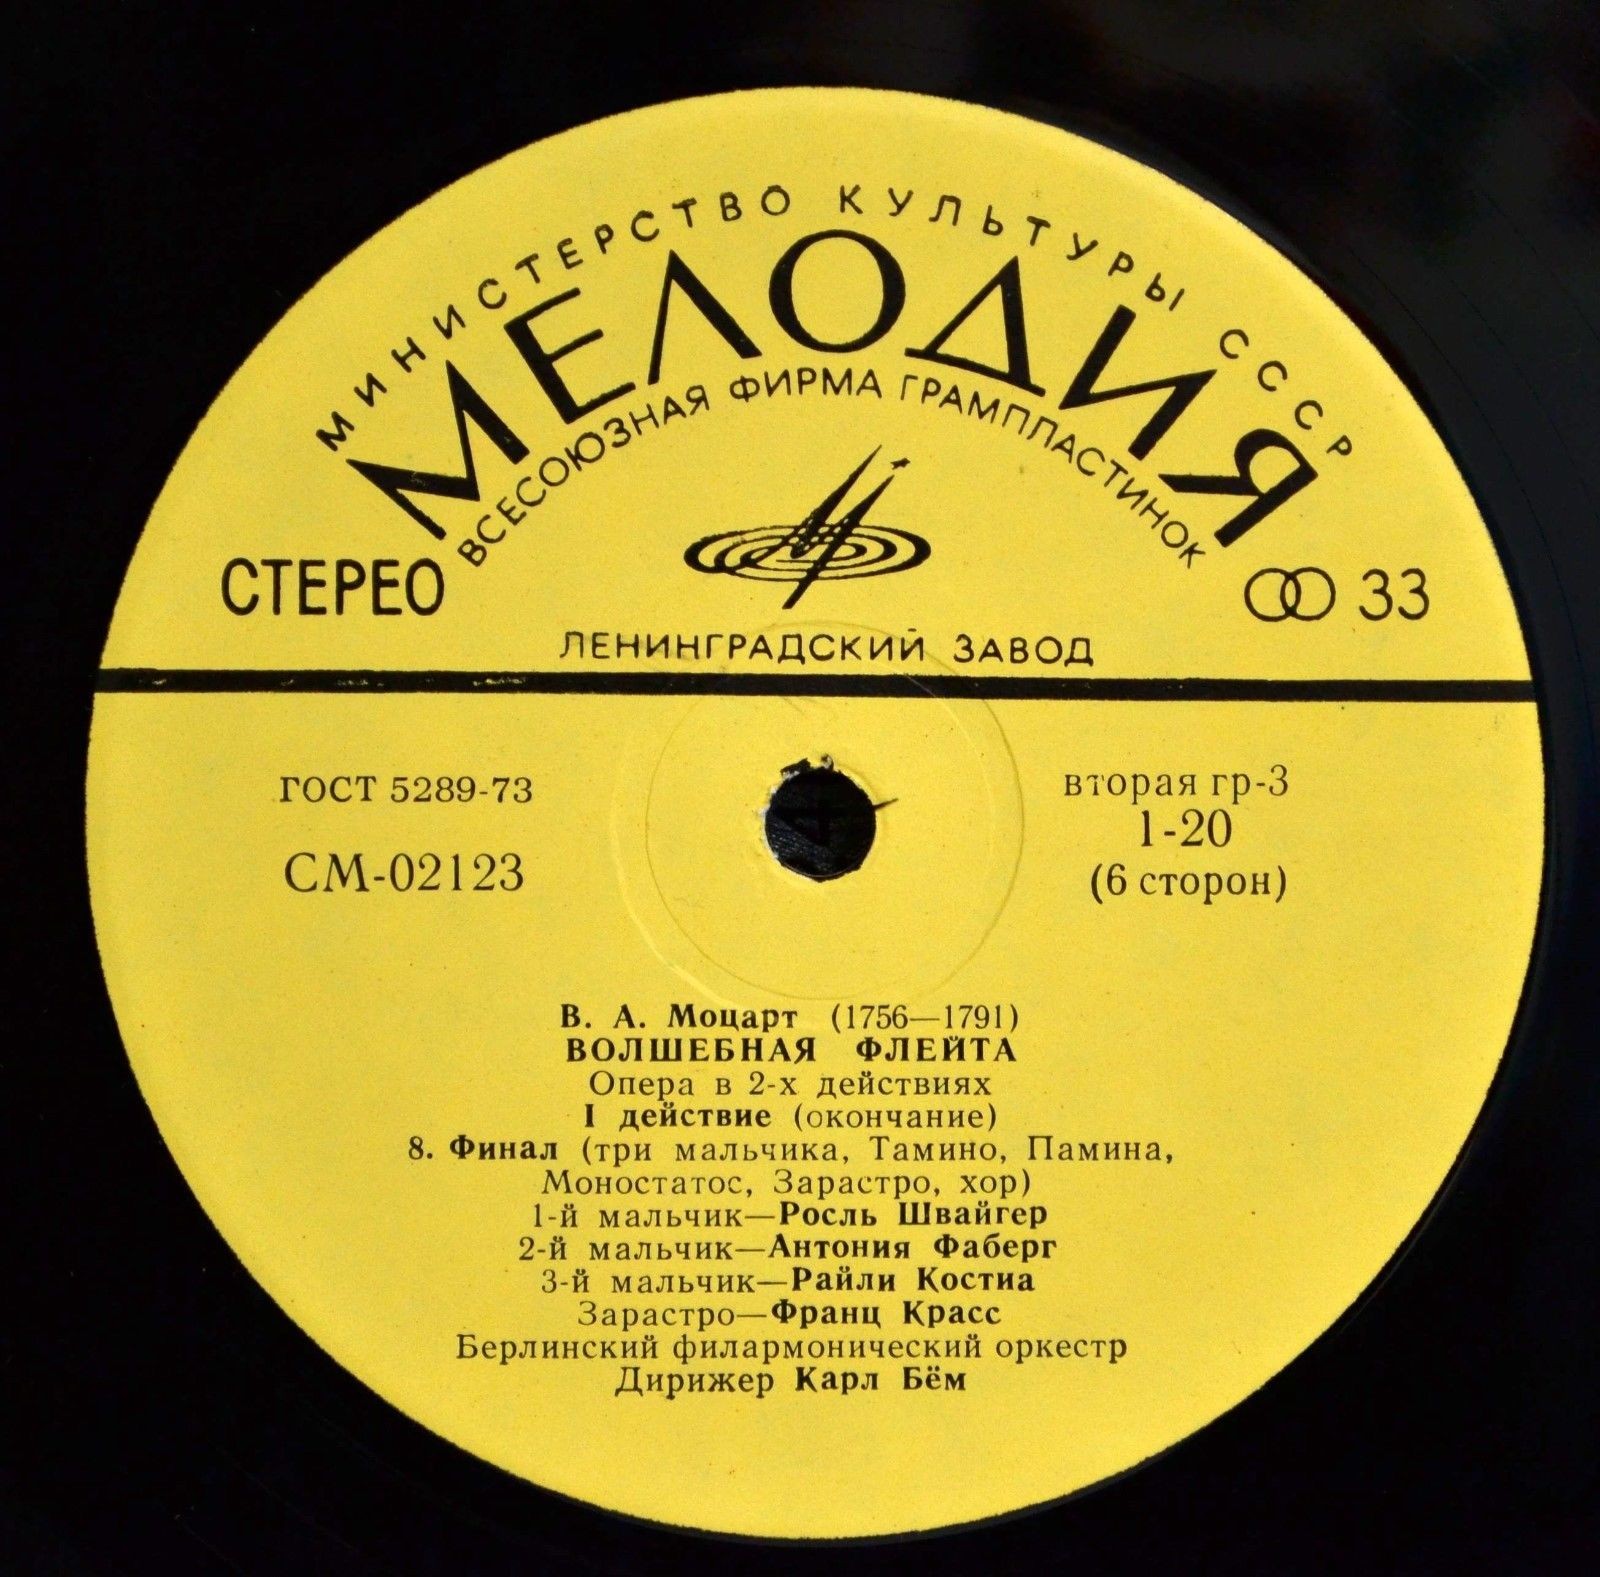 МИНИСТЕРСТВО КУЛЬТУРЫ СССР
МЕЛОДИЯ
ВСЕСОЮЗНАЯ ФИРМА ГРАМПЛАСТИНОК
СТЕРЕО
33
ЛЕНИНГРАДСКИЙ ЗАВОД
ГОСТ 5289-73
СМ-02123
вторая гр-3
1-20
(6 сторон)
В. А. Моцарт (1756—1791)
ВОЛШЕБНАЯ ФЛЕЙТА
Опера в 2-х действиях
I действие (окончание)
8. Финал (три мальчика, Тамино, Памина,
Моностатос, Зарастро, хор)
1-й мальчик—Росль Швайгер
2-й мальчик—Антония Фаберг
3-й мальчик—Райли Костиа
Зарастро—Франц Красс
Берлинский филармонический оркестр
Дирижер Карл Бём